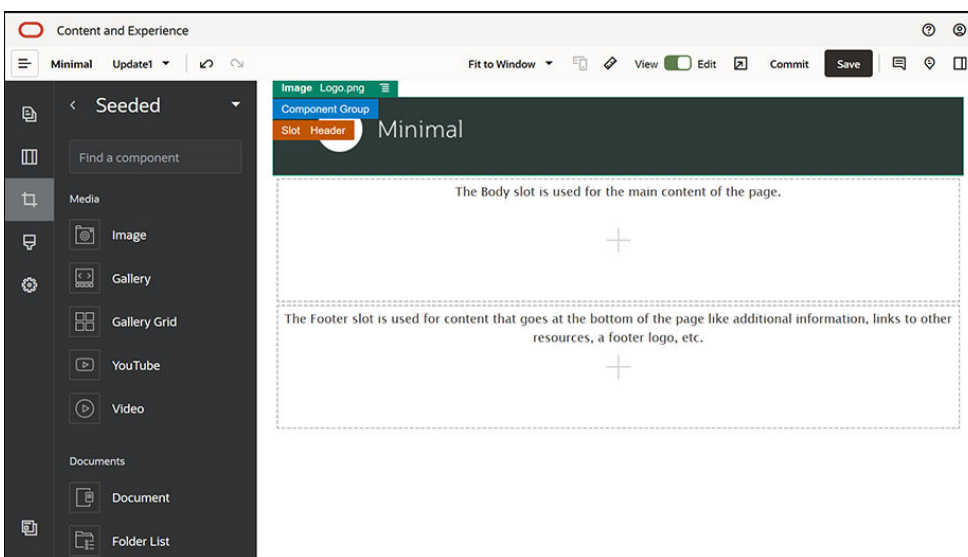 Content and Experience
Minimal Update1 Fit to Window View Edit Commit Save
Seeded
Find a component
Media
Image
Gallery
Gallery Grid
YouTube
Video
Documents
Document
Folder List
Image Logo.png
Component Group
Slot Header
Minimal
The Body slot is used for the main content of the page.
The Footer slot is used for content that goes at the bottom of the page like additional information, links to other
resources, a footer logo, etc.